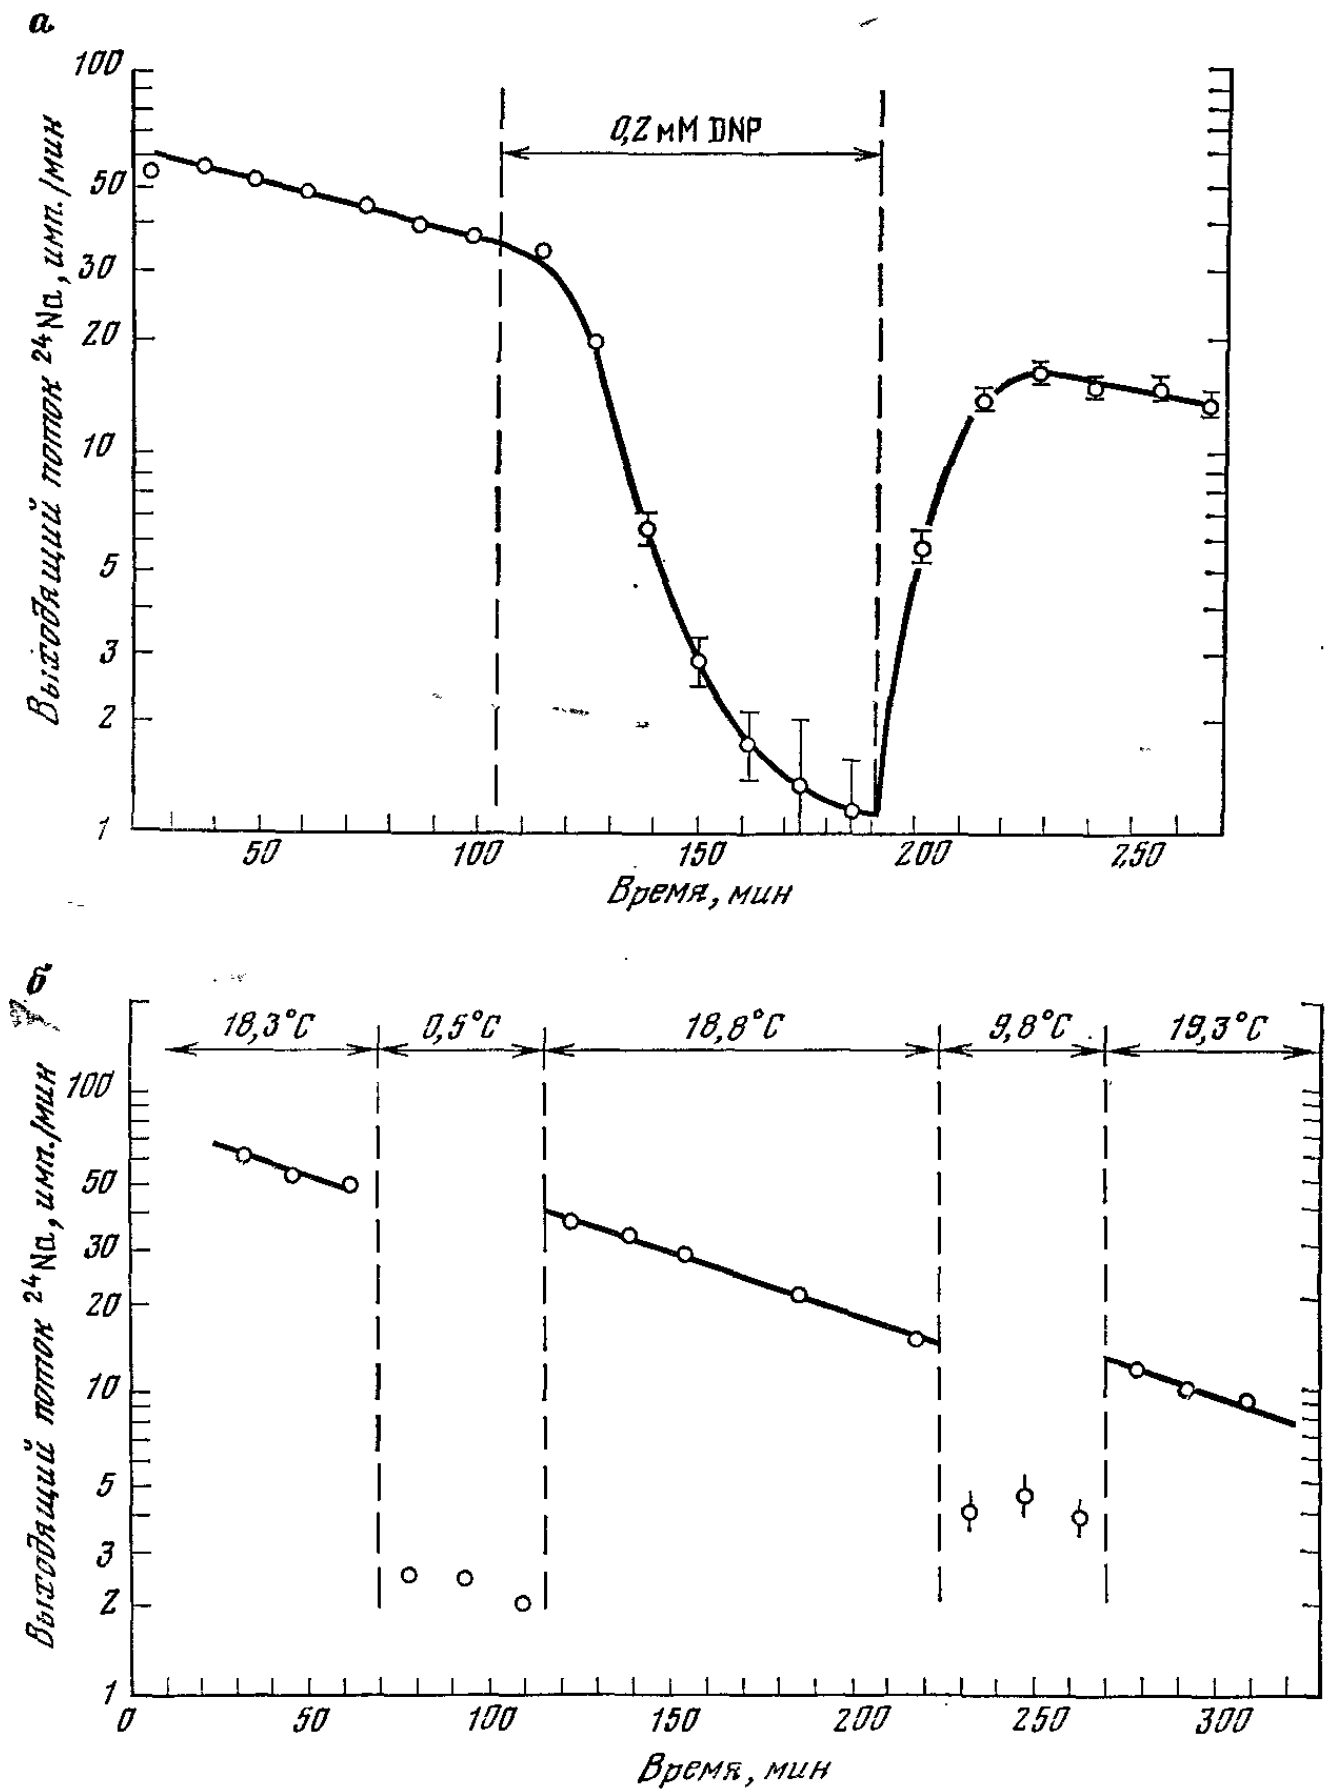 а
100
50
30
20
10
5
3
2
1
Выходящий поток ²⁴Na, имп./мин
0,2 мM DNP
50 100 150 200 250
Время, мин
б
18,3°C 0,5°C 18,8°C 9,8°C 19,3°C
100
50
30
20
10
5
3
2
1
Выходящий поток ²⁴Na, имп./мин
0 50 100 150 200 250 300
Время, мин